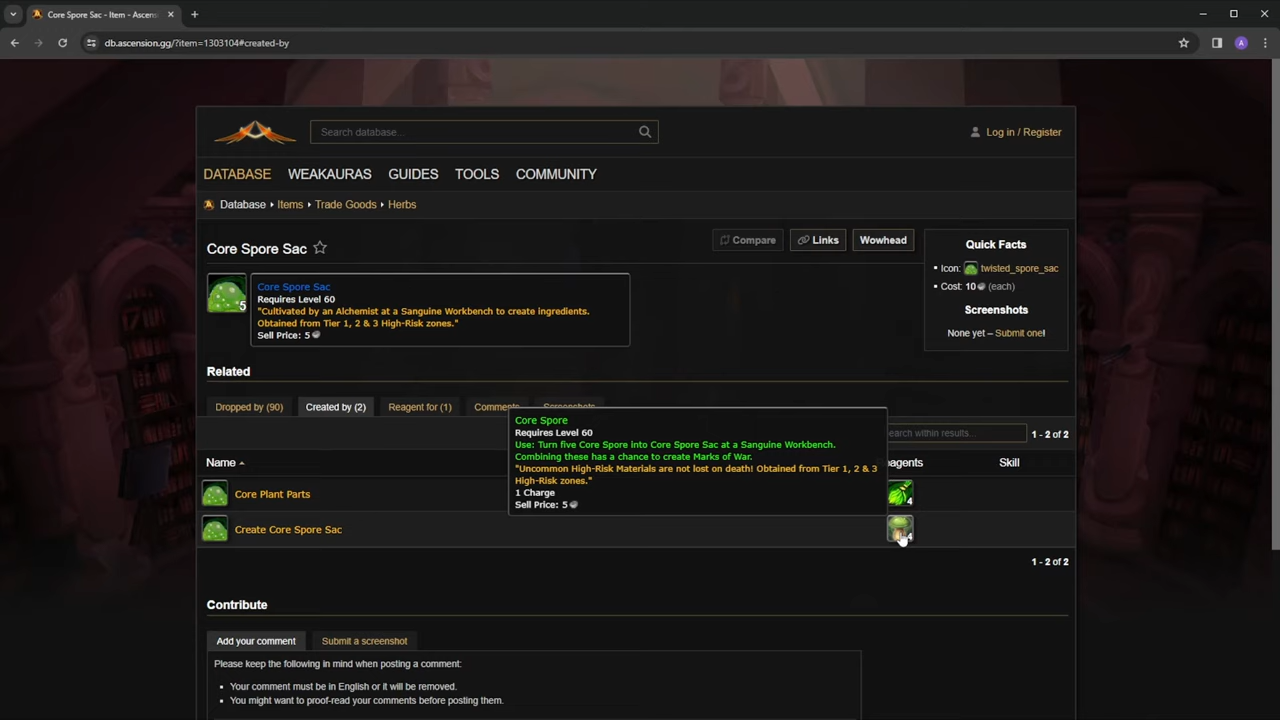 Core Spore Sac - Item - Ascens
db.ascension.gg/?item=1303104#created-by
A
Search database...
Log in / Register
DATABASE WEAKAURAS GUIDES TOOLS COMMUNITY
Database Items Trade Goods Herbs
Core Spore Sac
Compare Links Wowhead
Quick Facts
Icon: twisted_spore_sac
Cost: 10 (each)
Screenshots
None yet – Submit one!
5
Core Spore Sac
Requires Level 60
"Cultivated by an Alchemist at a Sanguine Workbench to create ingredients.
Obtained from Tier 1, 2 & 3 High-Risk zones."
Sell Price: 5
Related
Dropped by (90) Created by (2) Reagent for (1) Comments Screenshots
Core Spore
Requires Level 60
Use: Turn five Core Spore into Core Spore Sac at a Sanguine Workbench.
Combining these has a chance to create Marks of War.
"Uncommon High-Risk Materials are not lost on death! Obtained from Tier 1, 2 & 3
High-Risk zones."
1 Charge
Sell Price: 5
search within results... 1 - 2 of 2
Name eagents Skill
Core Plant Parts 4
Create Core Spore Sac 4
1 - 2 of 2
Contribute
Add your comment Submit a screenshot
Please keep the following in mind when posting a comment:
Your comment must be in English or it will be removed.
You might want to proof-read your comments before posting them.